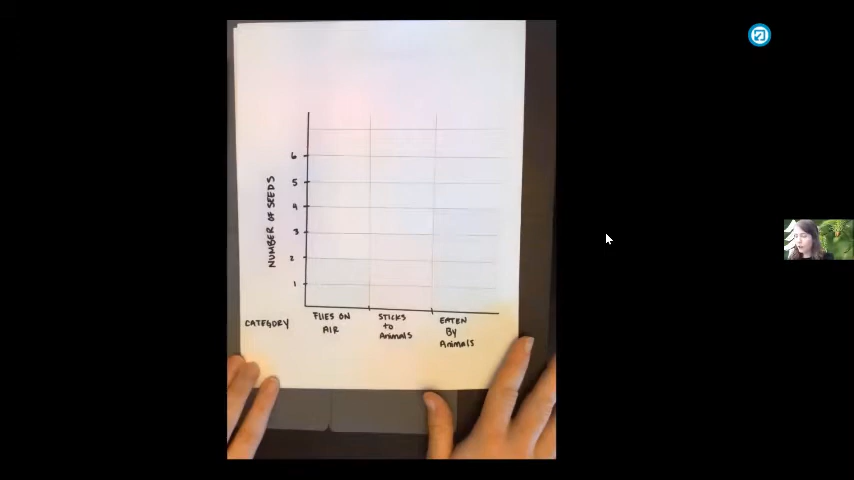 6
5
4
3
2
1
NUMBER OF SEEDS
CATEGORY
FLIES ON
AIR
STICKS
to
Animals
EATEN
By
Animals